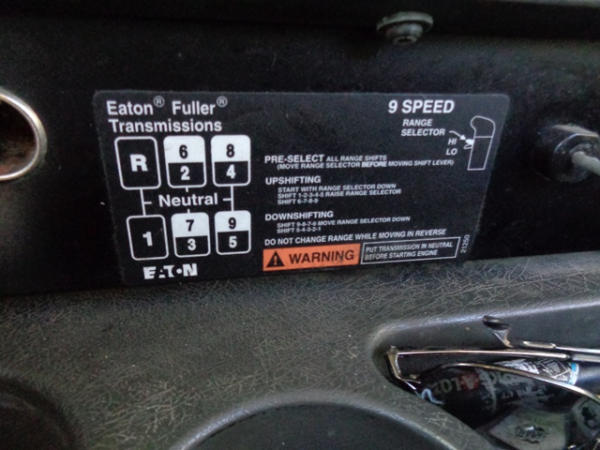 Eaton® Fuller®
Transmissions
9 SPEED
RANGE
SELECTOR
HI
LO
R 6 8
2 4
Neutral
1 7 9
3 5
EATON
PRE-SELECT ALL RANGE SHIFTS
(MOVE RANGE SELECTOR BEFORE MOVING SHIFT LEVER)
UPSHIFTING
START WITH RANGE SELECTOR DOWN
SHIFT 1-2-3-4-5 RAISE RANGE SELECTOR
SHIFT 6-7-8-9
DOWNSHIFTING
SHIFT 9-8-7-6 MOVE RANGE SELECTOR DOWN
SHIFT 5-4-3-2-1
DO NOT CHANGE RANGE WHILE MOVING IN REVERSE
WARNING
PUT TRANSMISSION IN NEUTRAL
BEFORE STARTING ENGINE